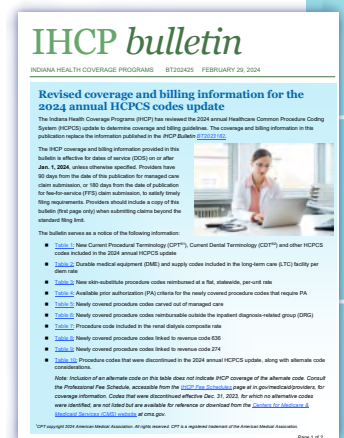 IHCP bulletin
INDIANA HEALTH COVERAGE PROGRAMS BT202425 FEBRUARY 29, 2024
Revised coverage and billing information for the
2024 annual HCPCS codes update
The Indiana Health Coverage Programs (IHCP) has reviewed the 2024 annual Healthcare Common Procedure Coding
System (HCPCS) update to determine coverage and billing guidelines. The coverage and billing information in this
publication replace the information published in the IHCP Bulletin BT2023182.
The IHCP coverage and billing information provided in this
bulletin is effective for dates of service (DOS) on or after
Jan. 1, 2024, unless otherwise specified. Providers have
90 days from the date of this publication for managed care
claim submission, or 180 days from the date of publication
for fee-for-service (FFS) claim submission, to satisfy timely
filing requirements. Providers should include a copy of this
bulletin (first page only) when submitting claims beyond the
standard filing limit.
The bulletin serves as a notice of the following information:
■ Table 1: New Current Procedural Terminology (CPT®¹), Current Dental Terminology (CDT®²) and other HCPCS
codes included in the 2024 annual HCPCS update
■ Table 2: Durable medical equipment (DME) and supply codes included in the long-term care (LTC) facility per
diem rate
■ Table 3: New skin-substitute procedure codes reimbursed at a flat, statewide, per-unit rate
■ Table 4: Available prior authorization (PA) criteria for the newly covered procedure codes that require PA
■ Table 5: Newly covered procedure codes carved out of managed care
■ Table 6: Newly covered procedure codes reimbursable outside the inpatient diagnosis-related group (DRG)
■ Table 7: Procedure code included in the renal dialysis composite rate
■ Table 8: Newly covered procedure codes linked to revenue code 636
■ Table 9: Newly covered procedure codes linked to revenue code 274
■ Table 10: Procedure codes that were discontinued in the 2024 annual HCPCS update, along with alternate code
considerations.
Note: Inclusion of an alternate code on this table does not indicate IHCP coverage of the alternate code. Consult
the Professional Fee Schedule, accessible from the IHCP Fee Schedules page at in.gov/medicaid/providers, for
coverage information. Codes that were discontinued effective Dec. 31, 2023, for which no alternate codes
were identified, are not listed but are available for reference or download from the Centers for Medicare &
Medicaid Services (CMS) website at cms.gov.
¹CPT copyright 2024 American Medical Association. All rights reserved. CPT is a registered trademark of the American Medical Association.
Page 1 of 2